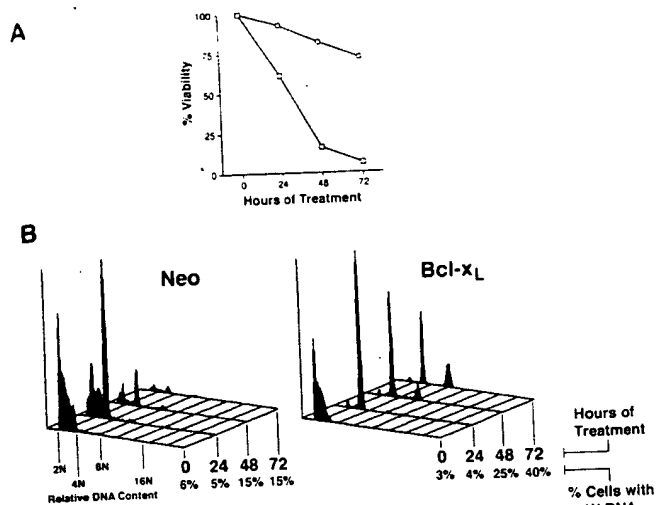 A
% Viability
100
75
50
25
0
0 24 48 72
Hours of Treatment
B
Neo
Bcl-xL
2N 4N 8N 16N
Relative DNA Content
0 24 48 72
6% 5% 15% 15%
0 24 48 72
3% 4% 25% 40%
Hours of
Treatment
% Cells with